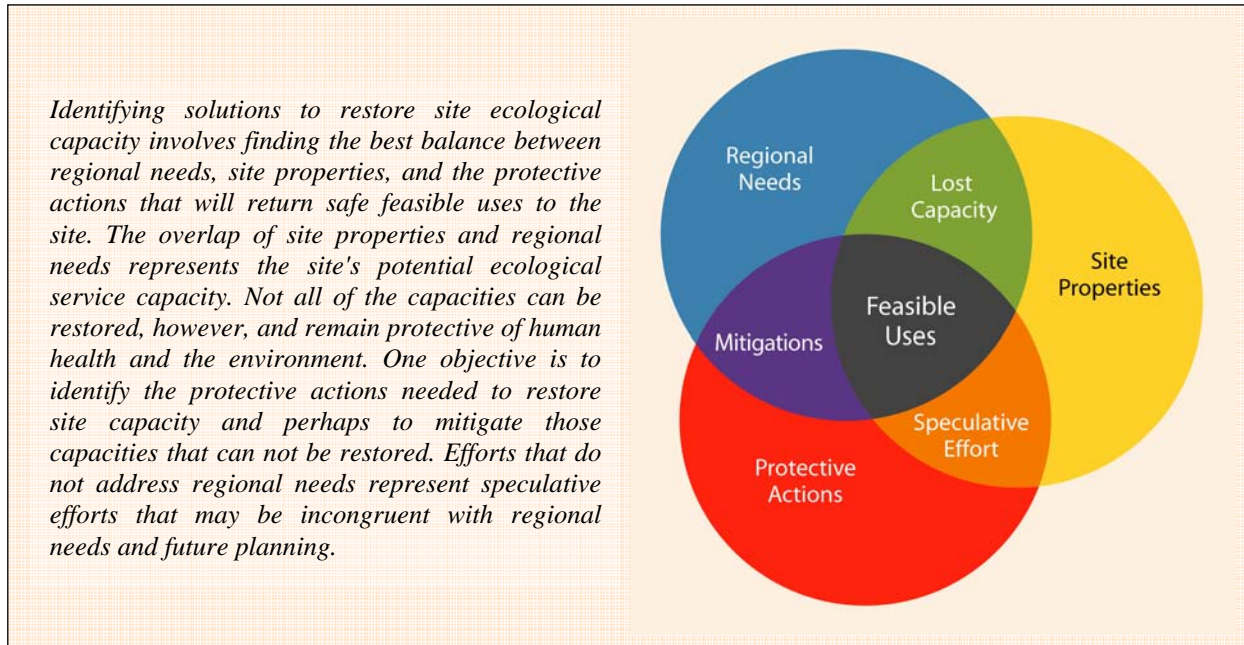 Identifying solutions to restore site ecological
capacity involves finding the best balance between
regional needs, site properties, and the protective
actions that will return safe feasible uses to the
site. The overlap of site properties and regional
needs represents the site's potential ecological
service capacity. Not all of the capacities can be
restored, however, and remain protective of human
health and the environment. One objective is to
identify the protective actions needed to restore
site capacity and perhaps to mitigate those
capacities that can not be restored. Efforts that do
not address regional needs represent speculative
efforts that may be incongruent with regional
needs and future planning.
Regional
Needs
Lost
Capacity
Site
Properties
Feasible
Uses
Mitigations
Speculative
Effort
Protective
Actions